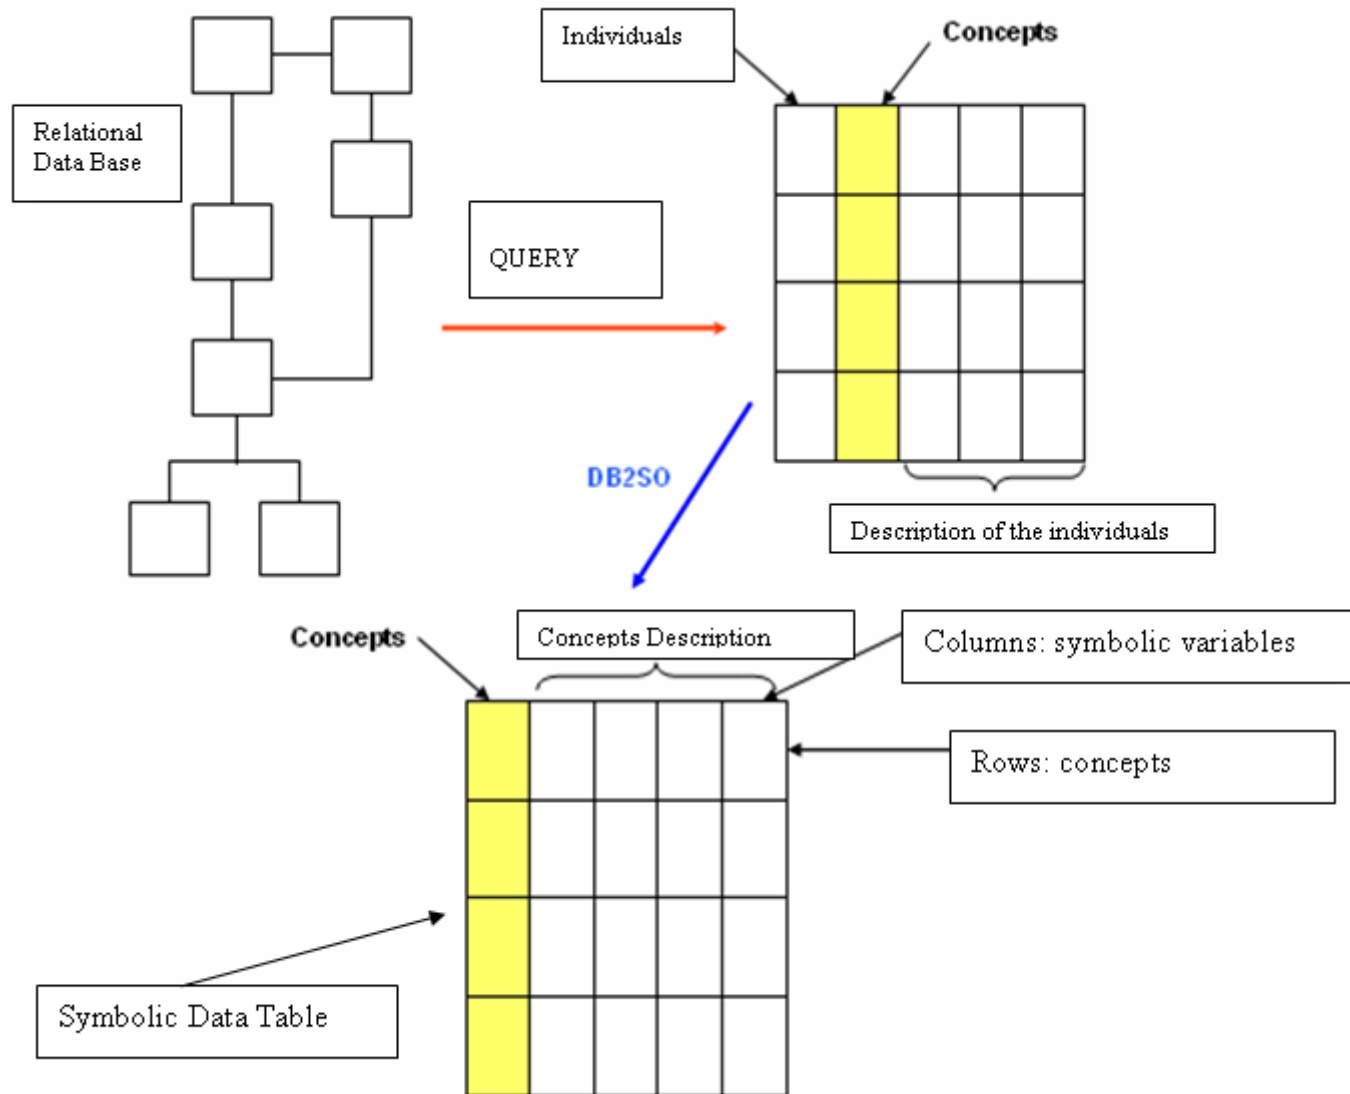 Individuals
Concepts
Relational
Data Base
QUERY
DB2SO
Description of the individuals
Concepts
Concepts Description
Columns: symbolic variables
Rows: concepts
Symbolic Data Table